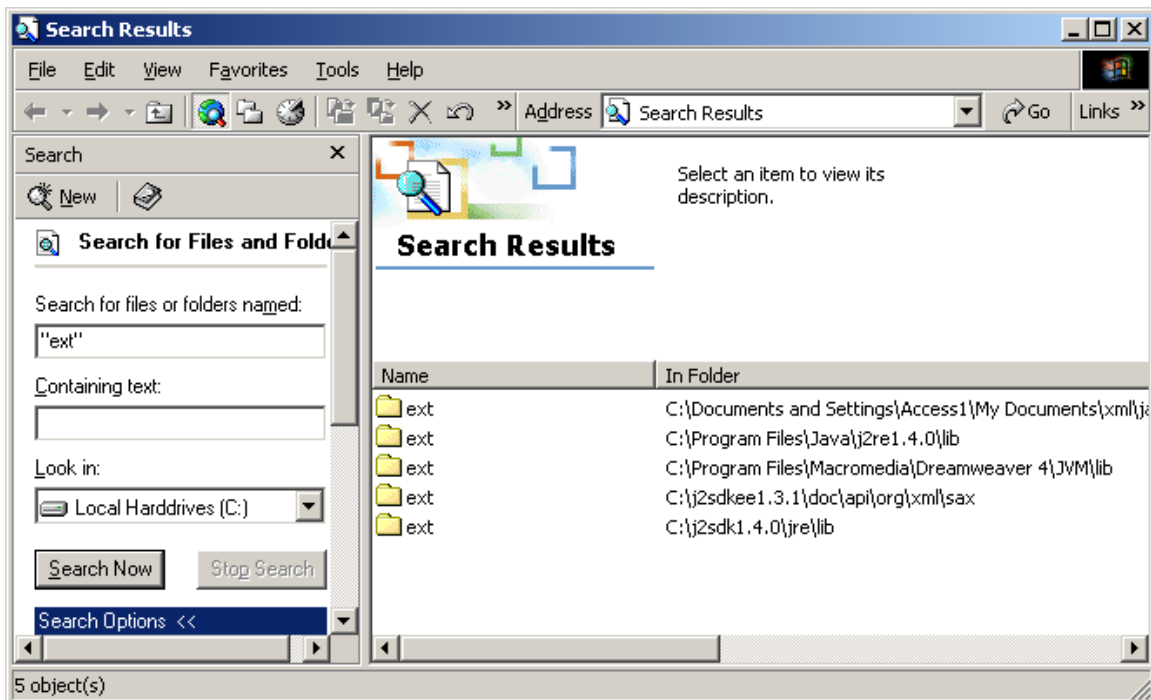 Search Results
File Edit View Favorites Tools Help
» Address Search Results Go Links »
Search
New
Search for Files and Folde
Search for files or folders named:
"ext"
Containing text:
Look in:
Local Harddrives (C:)
Search Now Stop Search
Search Options <<
Select an item to view its
description.
Search Results
Name In Folder
ext C:\Documents and Settings\Access1\My Documents\xml\ja
ext C:\Program Files\Java\j2re1.4.0\lib
ext C:\Program Files\Macromedia\Dreamweaver 4\JVM\lib
ext C:\j2sdkee1.3.1\doc\api\org\xml\sax
ext C:\j2sdk1.4.0\jre\lib
5 object(s)